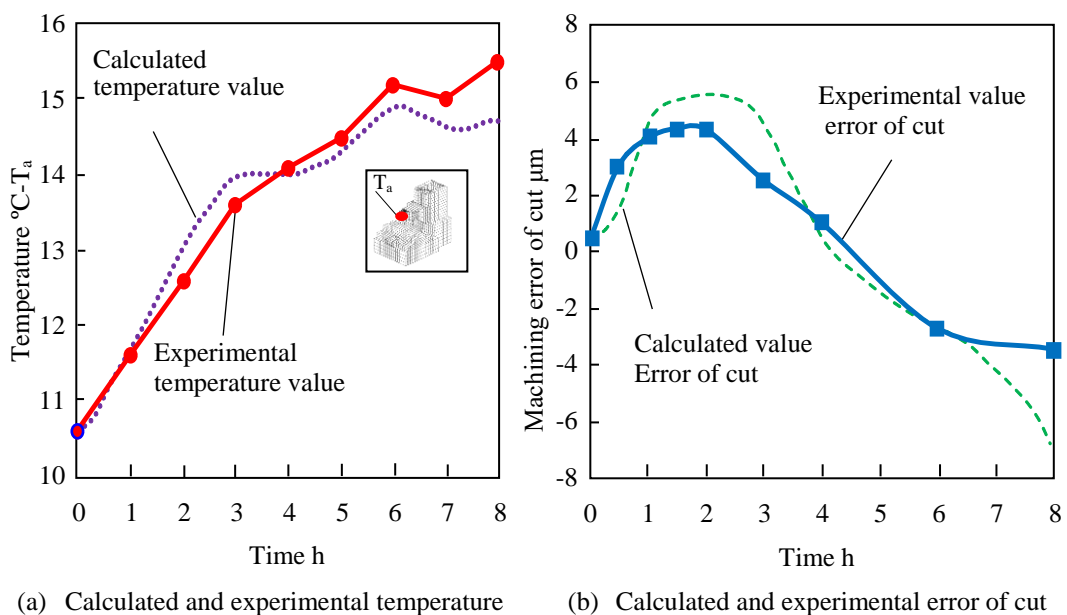 16
15
14
13
12
11
10
Temperature ºC-Tₐ
Calculated
temperature value
Tₐ
Experimental
temperature value
0 1 2 3 4 5 6 7 8
Time h
(a) Calculated and experimental temperature
8
6
4
2
0
-2
-4
-6
-8
Machining error of cut µm
Experimental value
error of cut
Calculated value
Error of cut
0 1 2 3 4 5 6 7 8
Time h
(b) Calculated and experimental error of cut